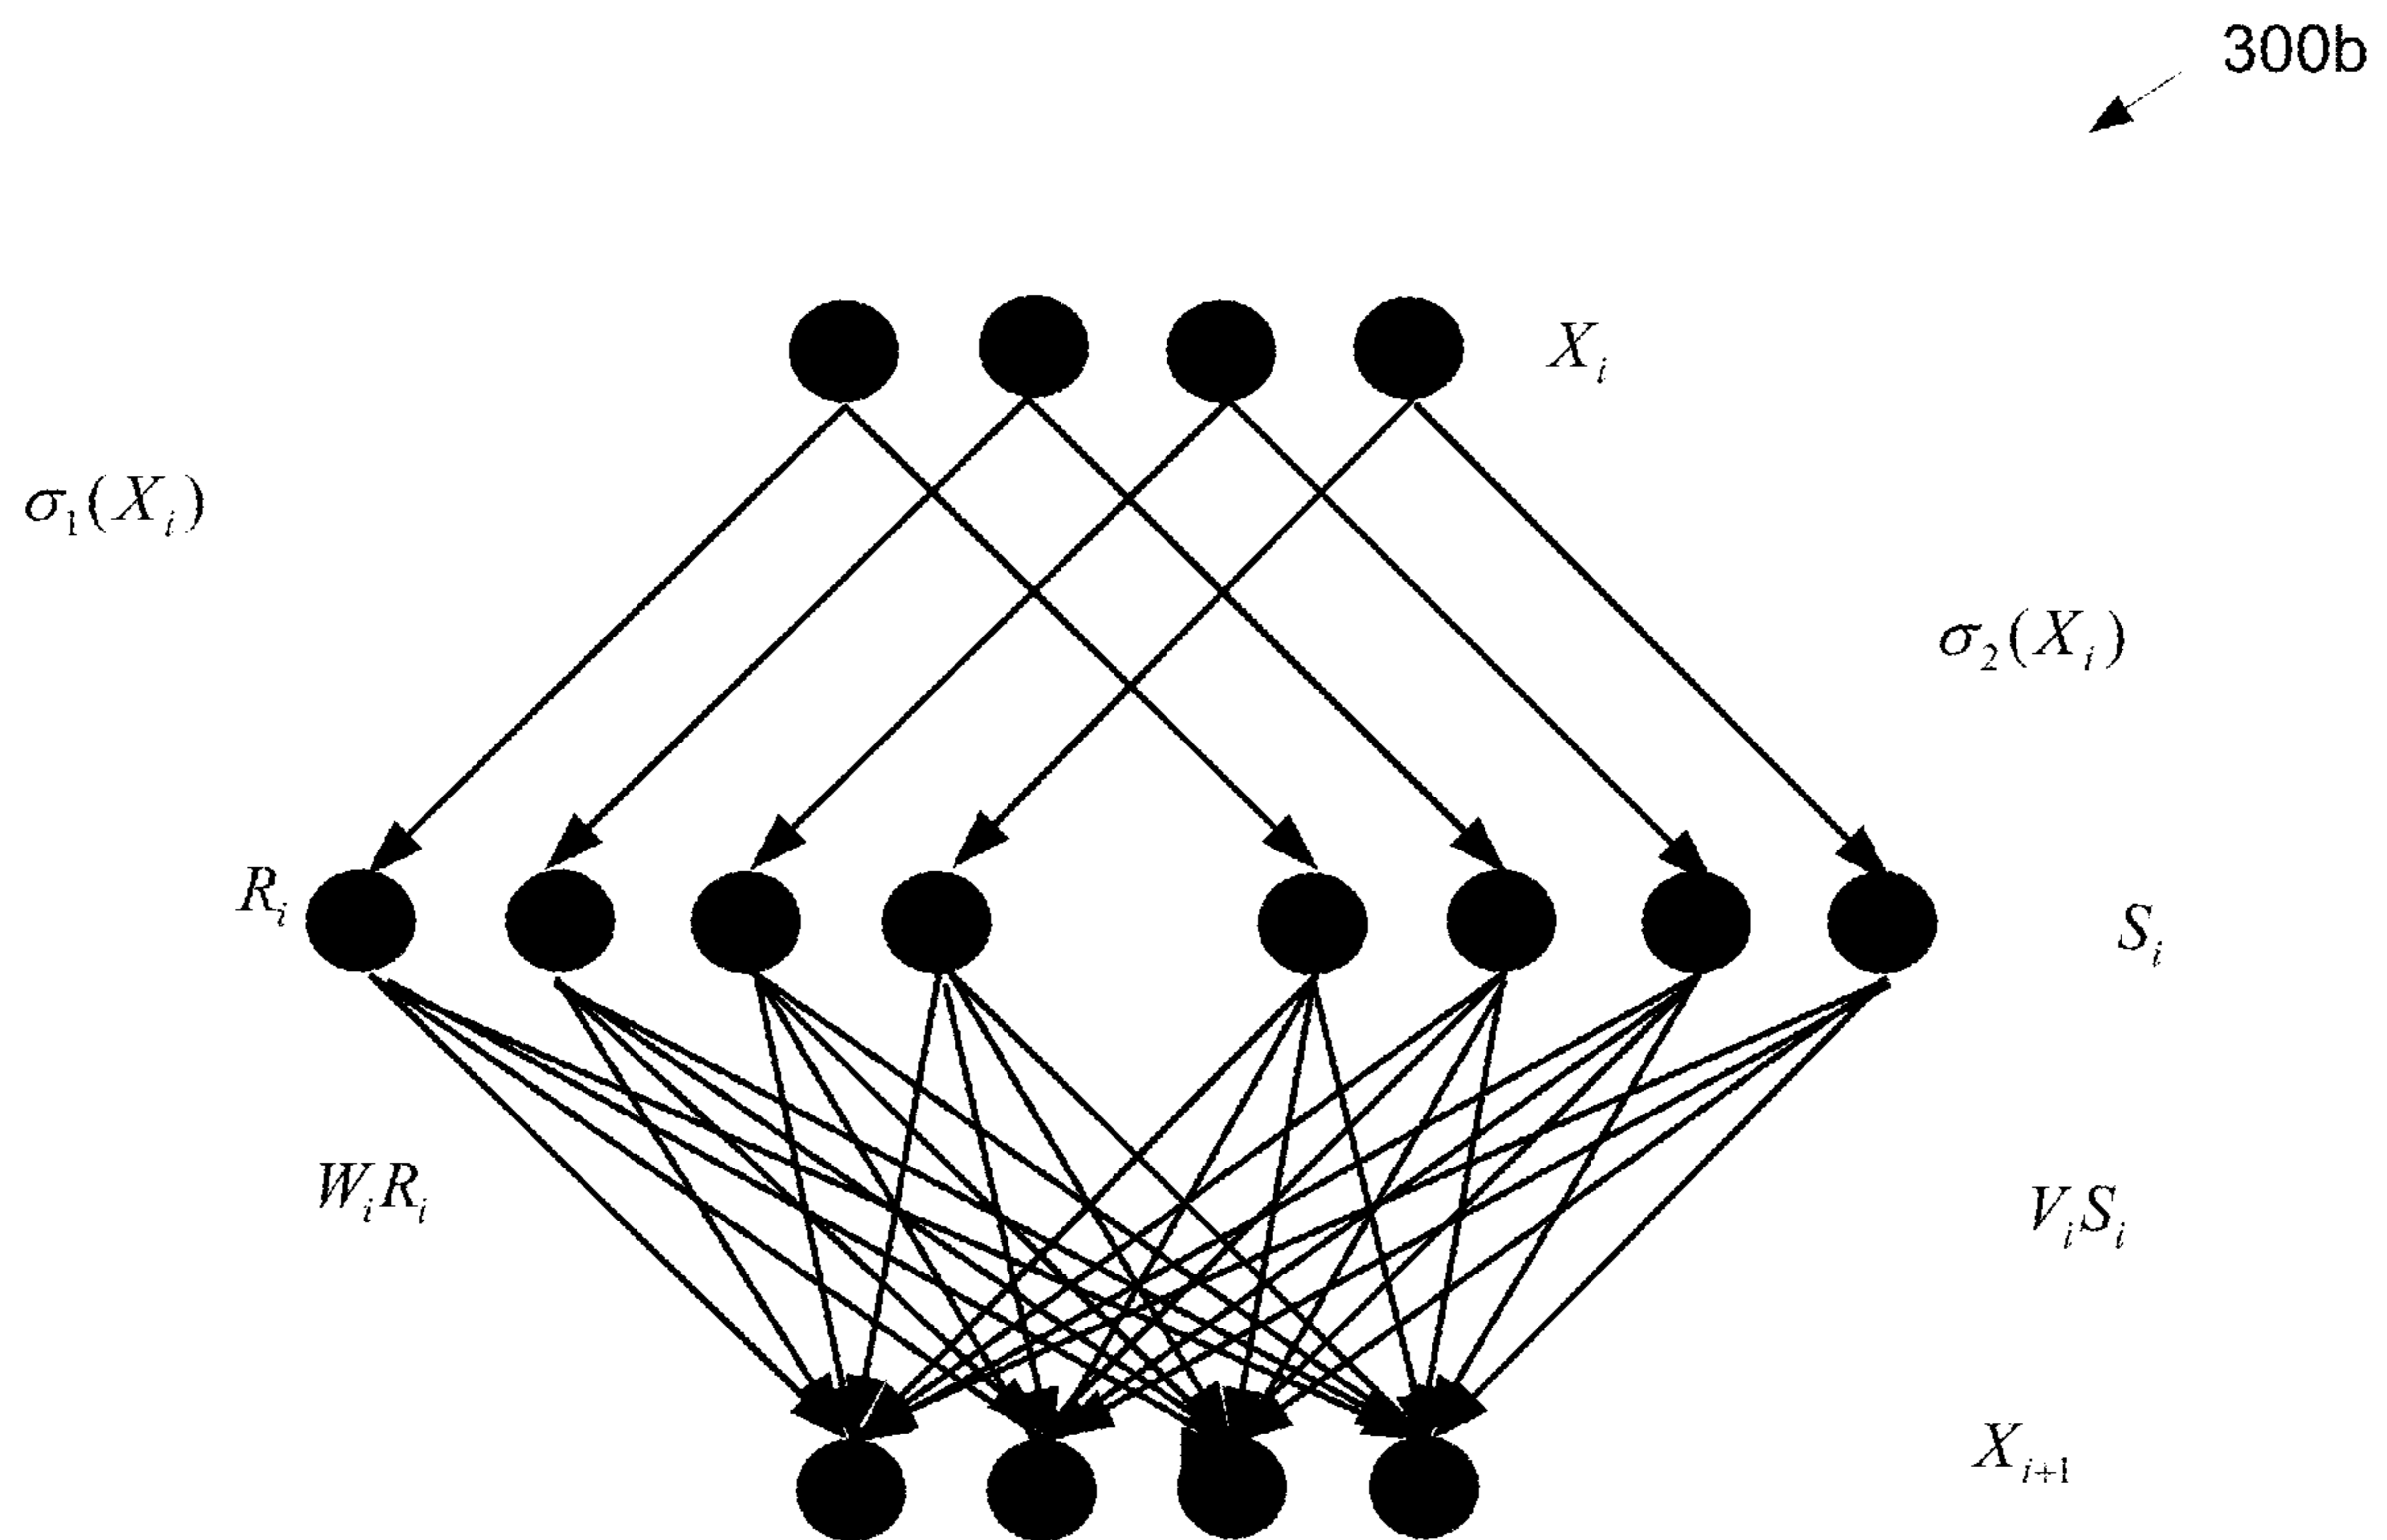 300b
X_i
σ_1(X_i)
σ_2(X_i)
R_i
S_i
W_iR_i
V_iS_i
X_{i+1}